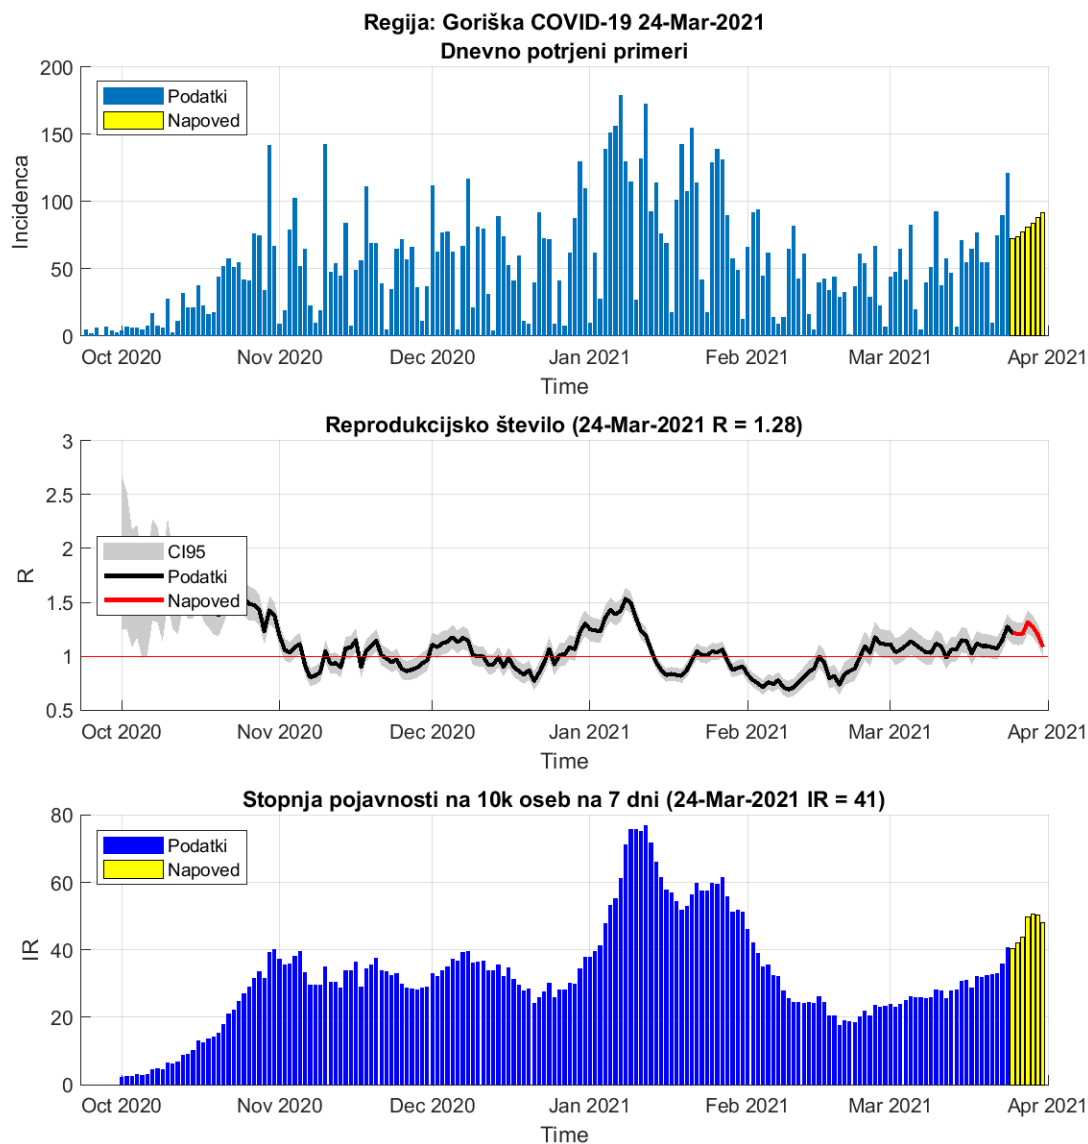 Regija: Goriška COVID-19 24-Mar-2021
Dnevno potrjeni primeri
200
150
100
50
0
Incidenca
Podatki
Napoved
Oct 2020 Nov 2020 Dec 2020 Jan 2021 Feb 2021 Mar 2021 Apr 2021
Time
Reprodukcijsko število (24-Mar-2021 R = 1.28)
3
2.5
2
1.5
1
0.5
R
CI95
Podatki
Napoved
Oct 2020 Nov 2020 Dec 2020 Jan 2021 Feb 2021 Mar 2021 Apr 2021
Time
Stopnja pojavnosti na 10k oseb na 7 dni (24-Mar-2021 IR = 41)
80
60
40
20
0
IR
Podatki
Napoved
Oct 2020 Nov 2020 Dec 2020 Jan 2021 Feb 2021 Mar 2021 Apr 2021
Time